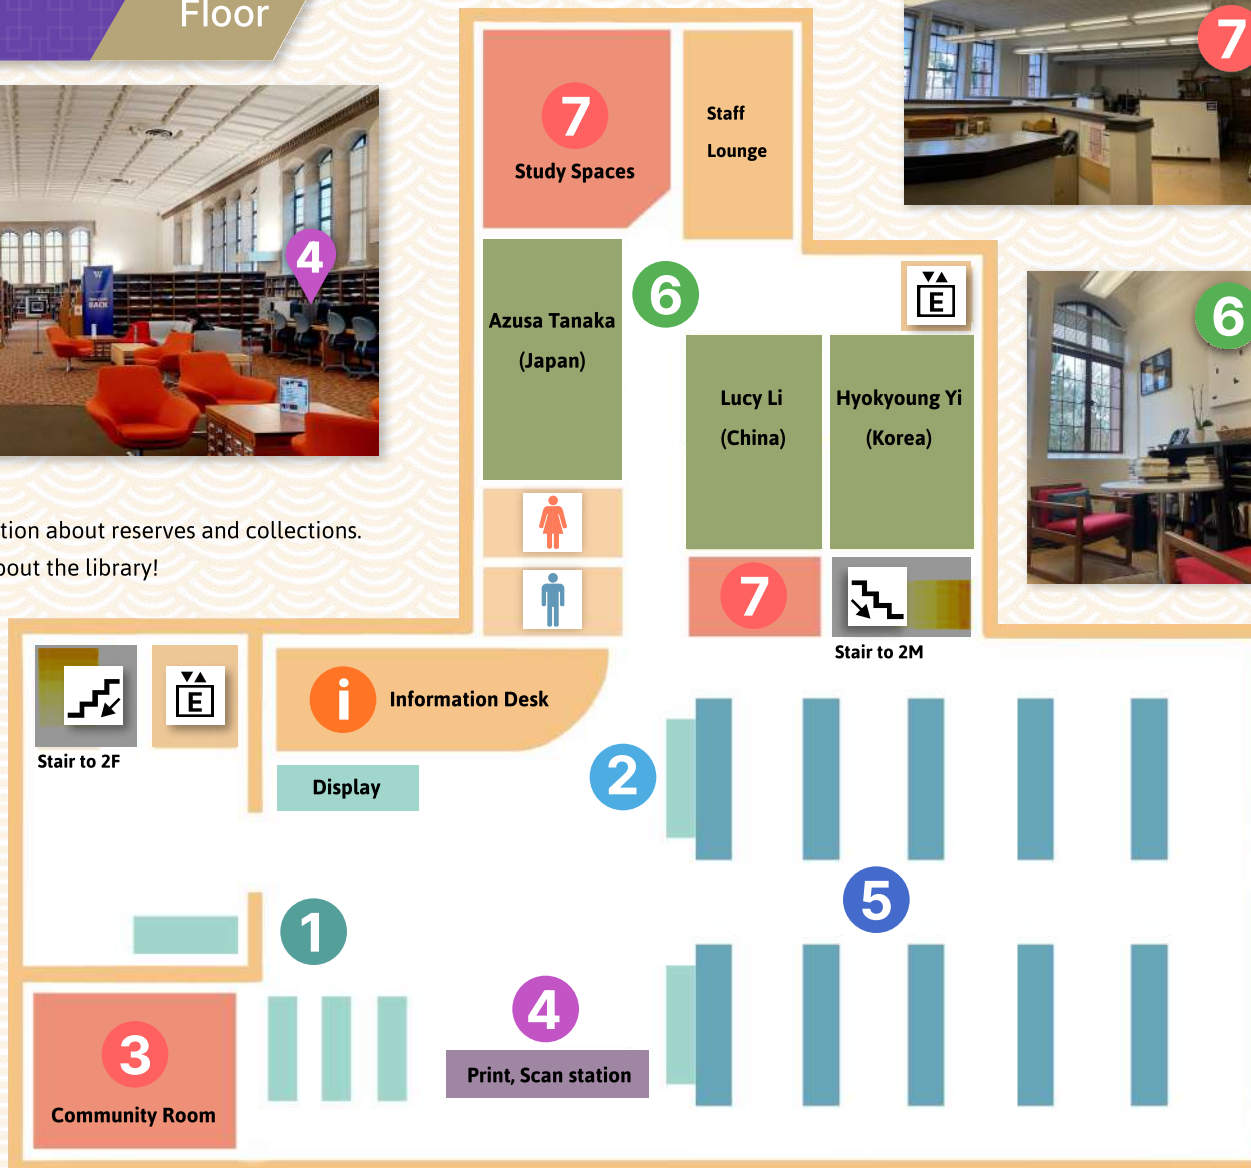 Floor
7
7
Study Spaces
Staff
Lounge
4
BACK
6
E
6
Azusa Tanaka
(Japan)
Lucy Li
(China)
Hyokyoung Yi
(Korea)
tion about reserves and collections.
bout the library!
7
Stair to 2M
E
Stair to 2F
i
Information Desk
2
Display
5
1
4
Print, Scan station
3
Community Room